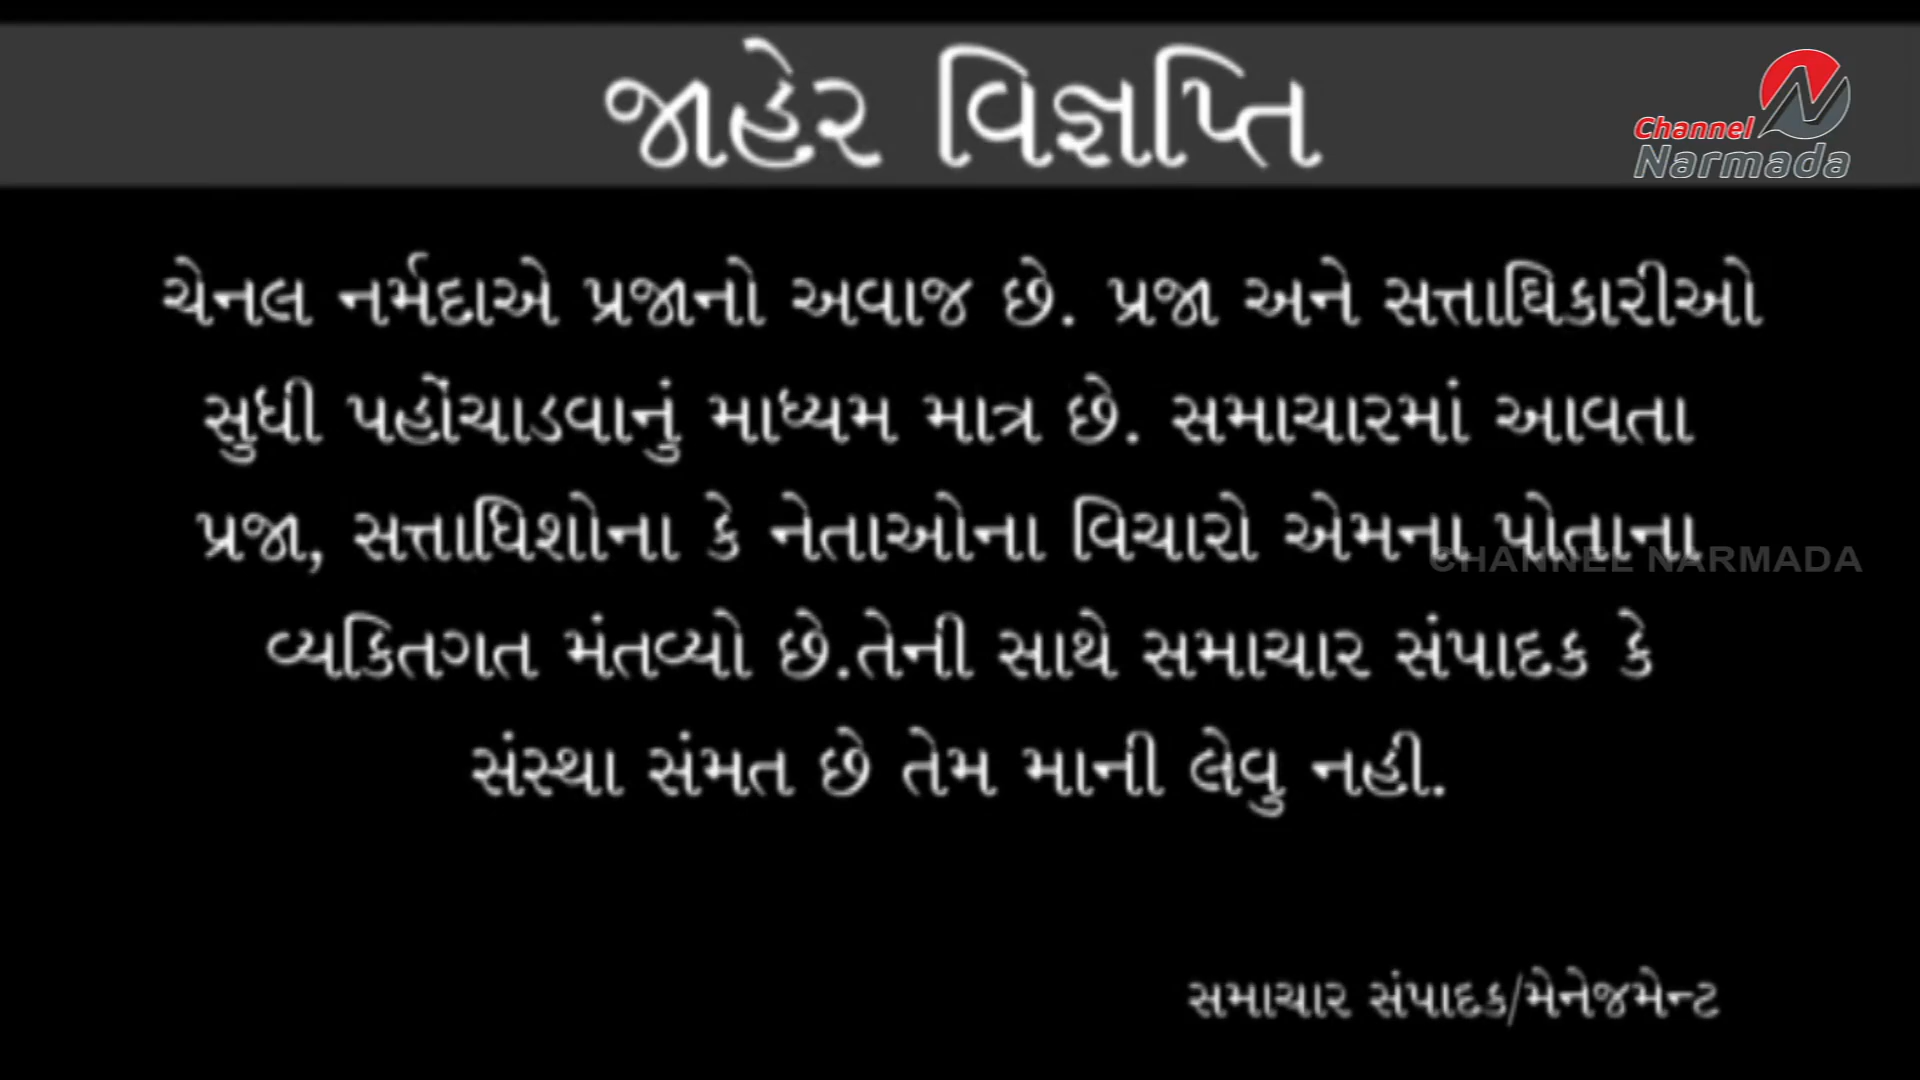 જાહેર વિજ્ઞપ્તિ
Channel
Narmada
ચેનલ નર્મદાએ પ્રજાનો અવાજ છે. પ્રજા અને સત્તાધિકારીઓ
સુધી પહોંચાડવાનું માધ્યમ માત્ર છે. સમાચારમાં આવતા
પ્રજા, સત્તાધિશોના કે નેતાઓના વિચારો એમના પોતાના
CHANNEL NARMADA
વ્યકિતગત મંતવ્યો છે.તેની સાથે સમાચાર સંપાદક કે
સંસ્થા સંમત છે તેમ માની લેવુ નહી.
સમાચાર સંપાદક/મેનેજમેન્ટ